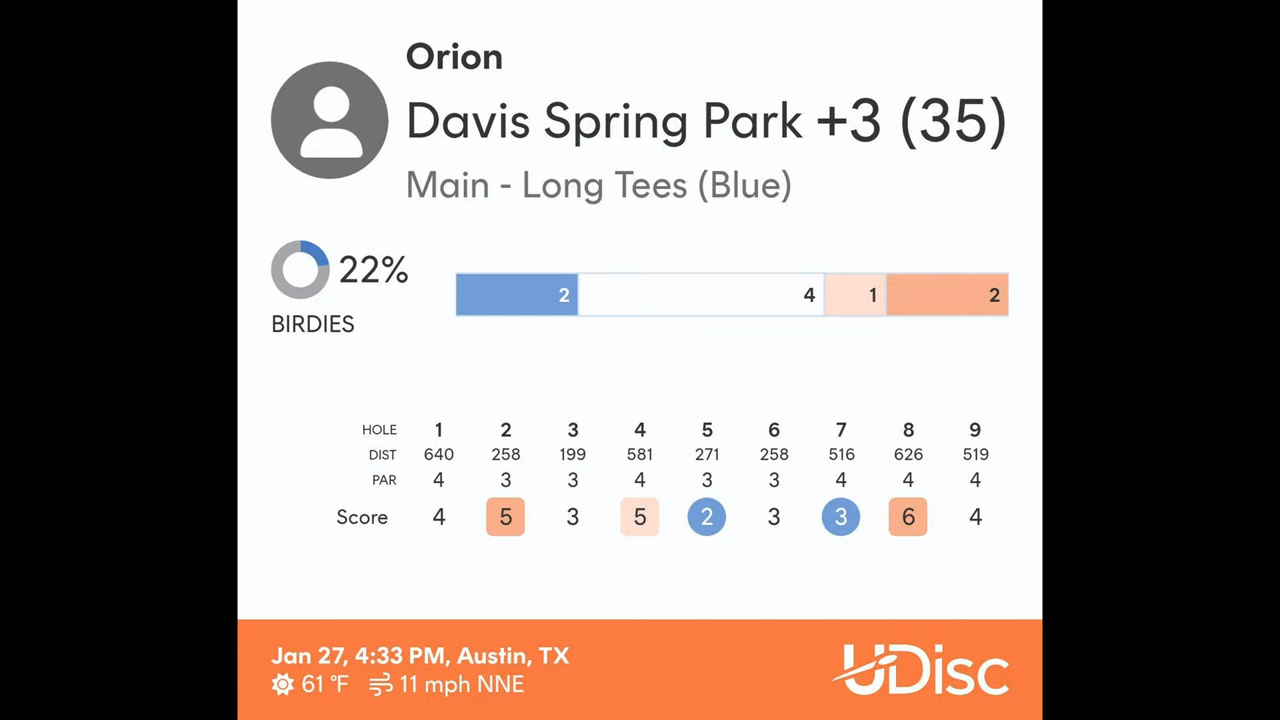 Orion
Davis Spring Park +3 (35)
Main - Long Tees (Blue)
22%
BIRDIES
2 4 1 2
HOLE 1 2 3 4 5 6 7 8 9
DIST 640 258 199 581 271 258 516 626 519
PAR 4 3 3 4 3 3 4 4 4
Score 4 5 3 5 2 3 3 6 4
Jan 27, 4:33 PM, Austin, TX
61 °F 11 mph NNE
UDisc